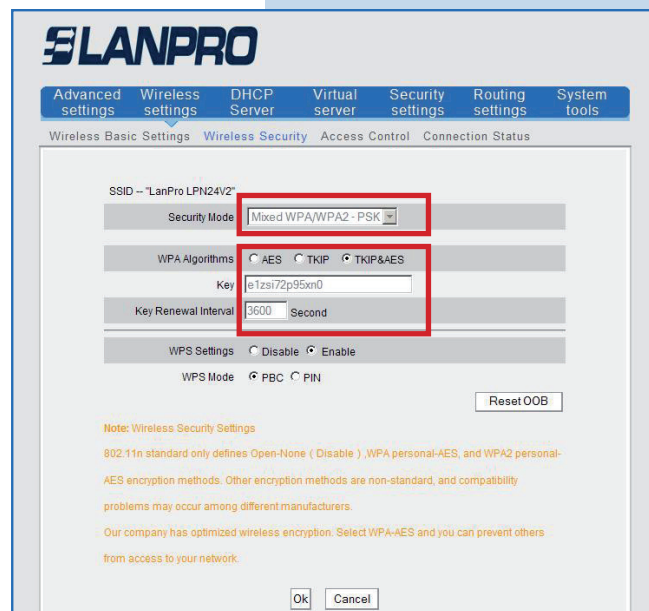 LANPRO
Advanced settings Wireless settings DHCP Server Virtual server Security settings Routing settings System tools
Wireless Basic Settings Wireless Security Access Control Connection Status
SSID -- "LanPro LPN24V2"
Security Mode Mixed WPA/WPA2 - PSK
WPA Algorithms AES TKIP TKIP&AES
Key e1zsi72p95xn0
Key Renewal Interval 3600 Second
WPS Settings Disable Enable
WPS Mode PBC PIN
Reset OOB
Note: Wireless Security Settings
802.11n standard only defines Open-None ( Disable ) ,WPA personal-AES, and WPA2 personal-
AES encryption methods. Other encryption methods are non-standard, and compatibility
problems may occur among different manufacturers.
Our company has optimized wireless encryption. Select WPA-AES and you can prevent others
from access to your network.
Ok Cancel